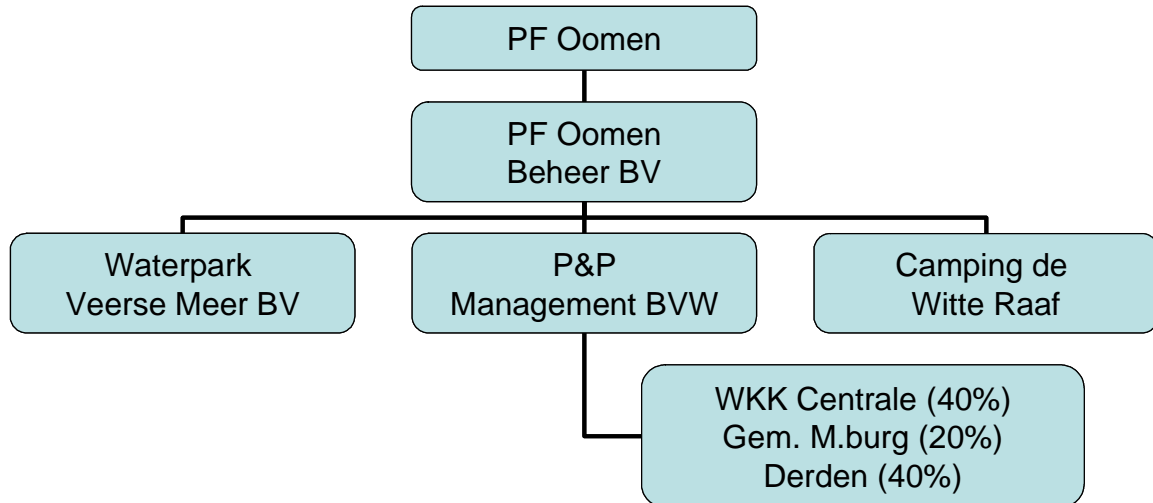 PF Oomen
PF Oomen
Beheer BV
Waterpark
Veerse Meer BV
P&P
Management BVW
Camping de
Witte Raaf
WKK Centrale (40%)
Gem. M.burg (20%)
Derden (40%)